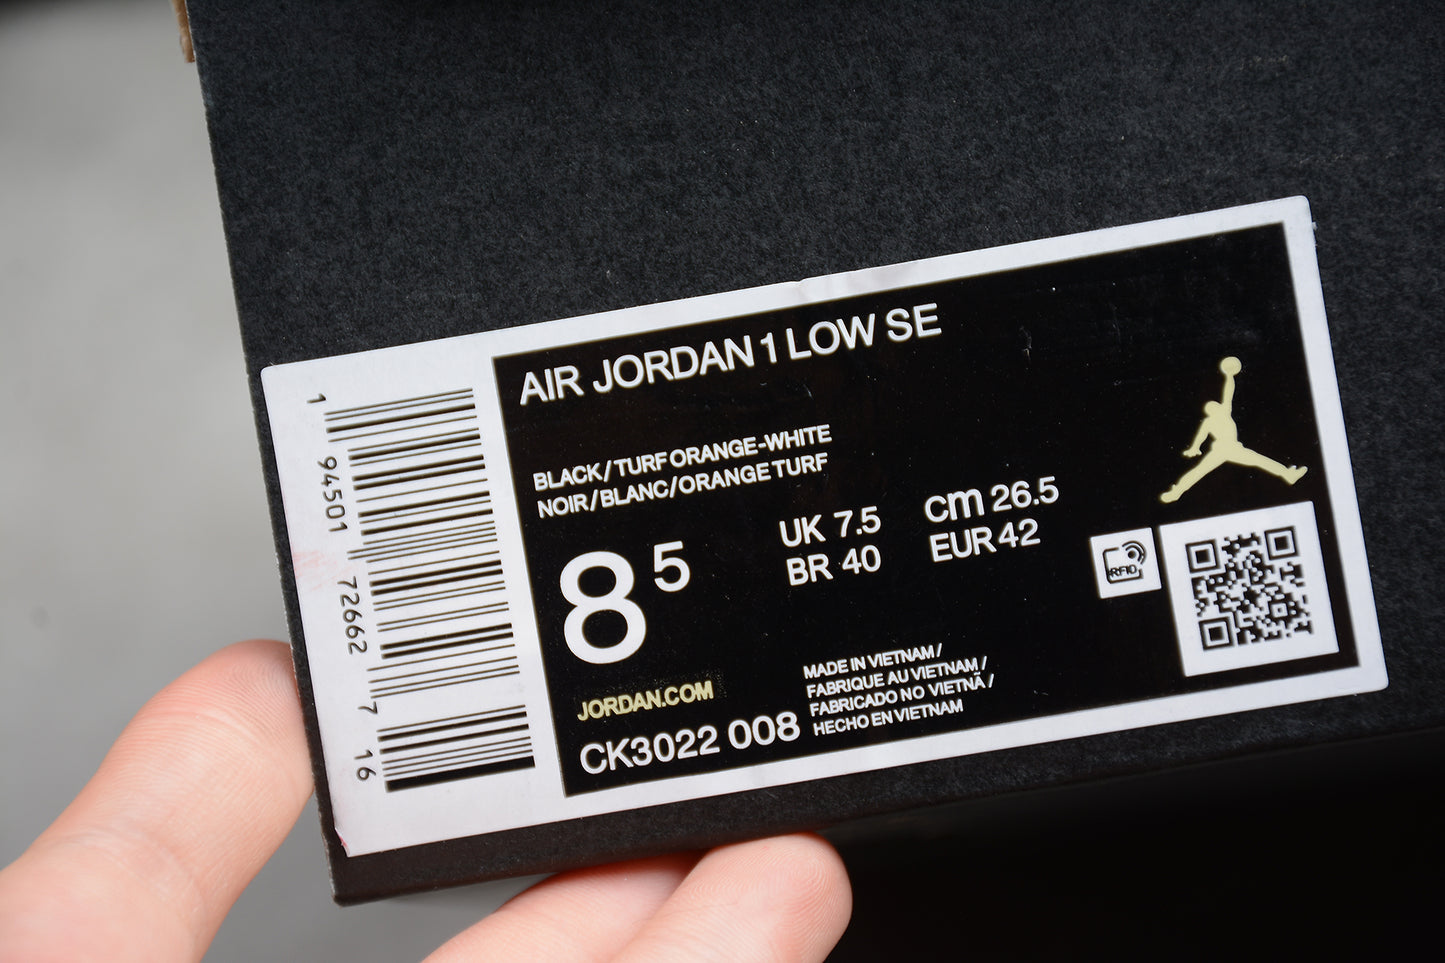 AIR JORDAN 1 LOW SE
BLACK/TURF ORANGE-WHITE
NOIR/BLANC/ORANGE TURF
8 5
UK 7.5
BR 40
cm 26.5
EUR 42
RFID
JORDAN.COM
CK3022 008
MADE IN VIETNAM /
FABRIQUE AU VIETNAM /
FABRICADO NO VIETNÃ /
HECHO EN VIETNAM
1 94501 72662 7 16